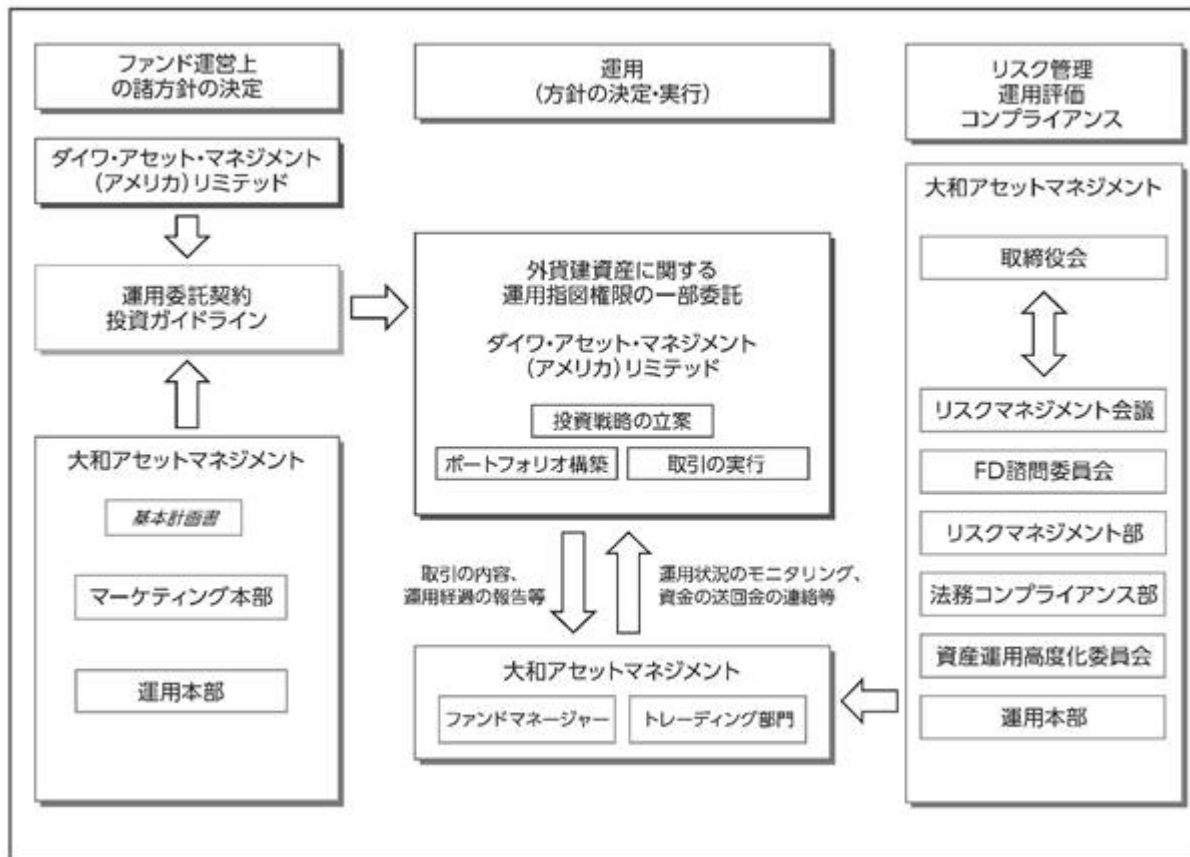 ファンド運営上
の諸方針の決定
ダイワ・アセット・マネジメント
(アメリカ)リミテッド
運用委託契約
投資ガイドライン
大和アセットマネジメント
基本計画書
マーケティング本部
運用本部
運用
(方針の決定・実行)
外貨建資産に関する
運用指図権限の一部委託
ダイワ・アセット・マネジメント
(アメリカ)リミテッド
投資戦略の立案
ポートフォリオ構築
取引の実行
取引の内容、
運用経過の報告等
運用状況のモニタリング、
資金の送回金の連絡等
大和アセットマネジメント
ファンドマネージャー
トレーディング部門
リスク管理
運用評価
コンプライアンス
大和アセットマネジメント
取締役会
リスクマネジメント会議
FD諮問委員会
リスクマネジメント部
法務コンプライアンス部
資産運用高度化委員会
運用本部